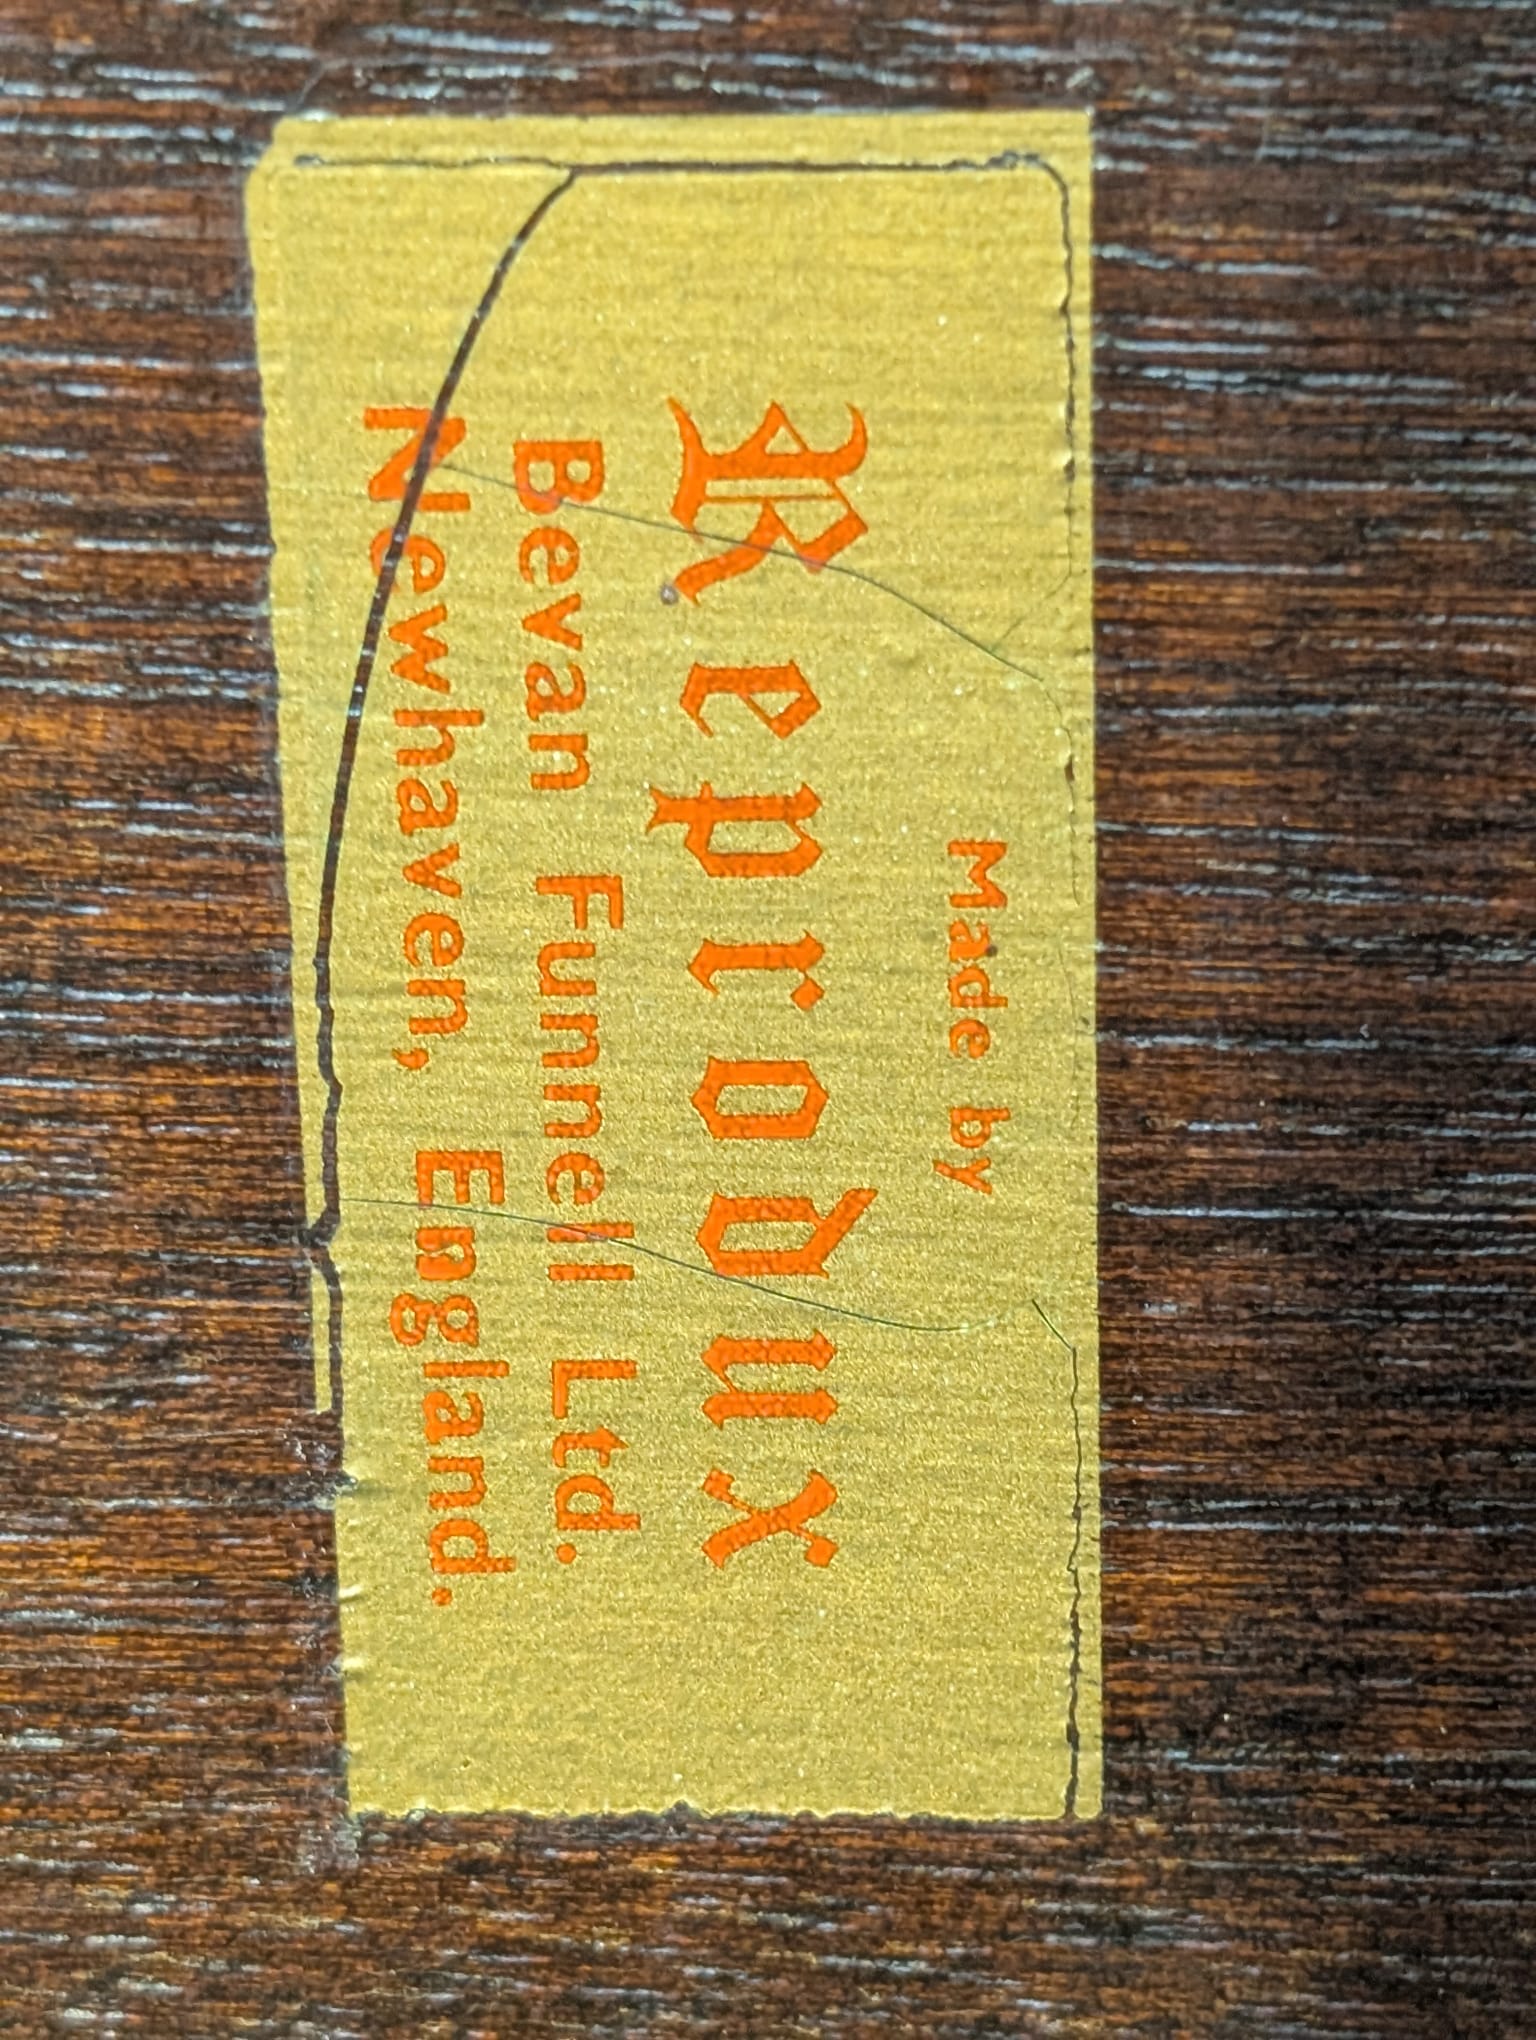 Made by
Reprodux
Bevan Funnell Ltd.
Newhaven, England.